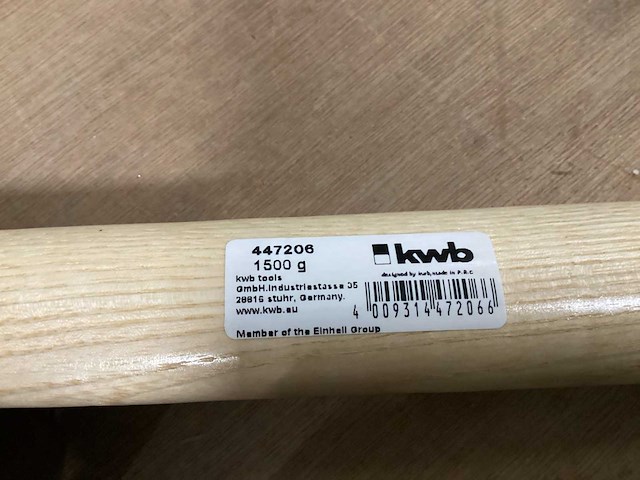 447206
1500 g
kwb tools
GmbH.Industriestasse 35
28816 stuhr, Germany.
www.kwb.eu
Member of the Einhell Group
kwb
designed by kwb,made in P.R.C
4 009314 472066